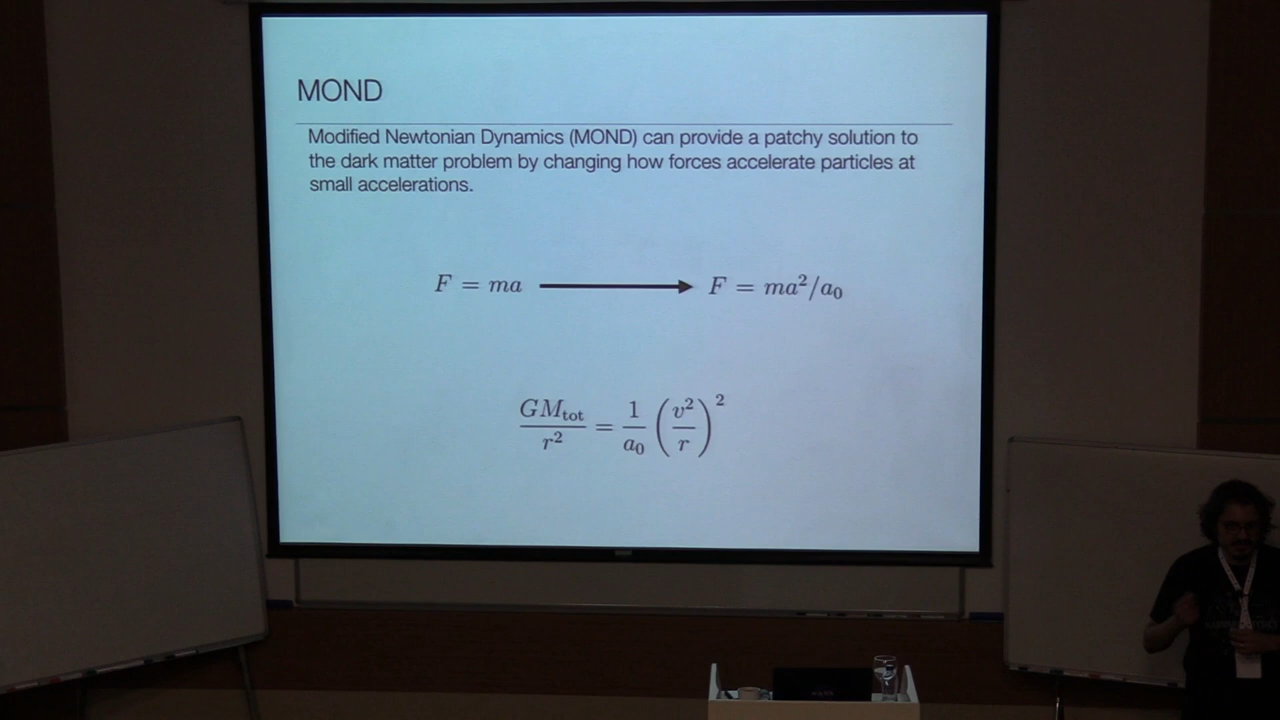 MOND
Modified Newtonian Dynamics (MOND) can provide a patchy solution to
the dark matter problem by changing how forces accelerate particles at
small accelerations.
F = ma → F = ma²/a₀
GM_tot / r² = 1/a₀ (v²/r)²